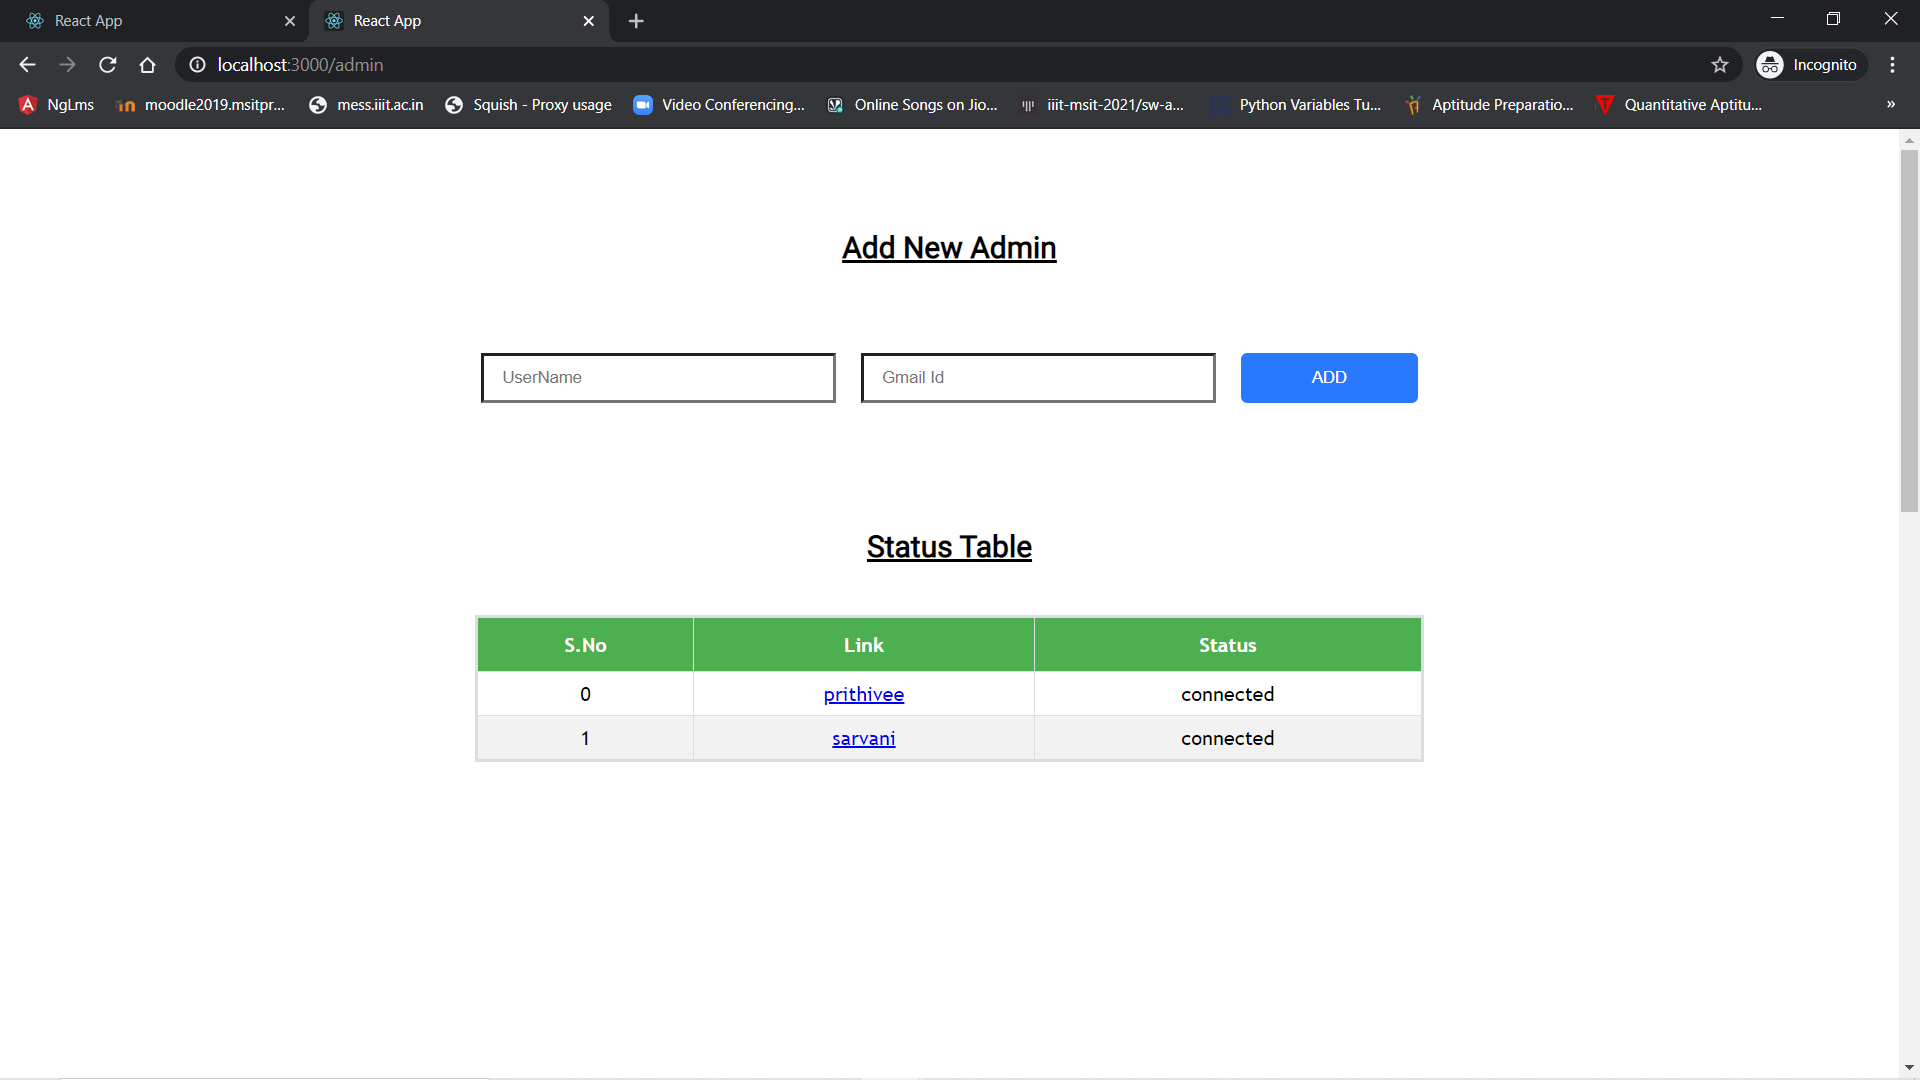 React App
React App
localhost:3000/admin
Incognito
NgLms
moodle2019.msitpr...
mess.iiit.ac.in
Squish - Proxy usage
Video Conferencing...
Online Songs on Jio...
iiit-msit-2021/sw-a...
Python Variables Tu...
Aptitude Preparatio...
Quantitative Aptitu...
»
Add New Admin
UserName
Gmail Id
ADD
Status Table
S.No Link Status
0 prithivee connected
1 sarvani connected